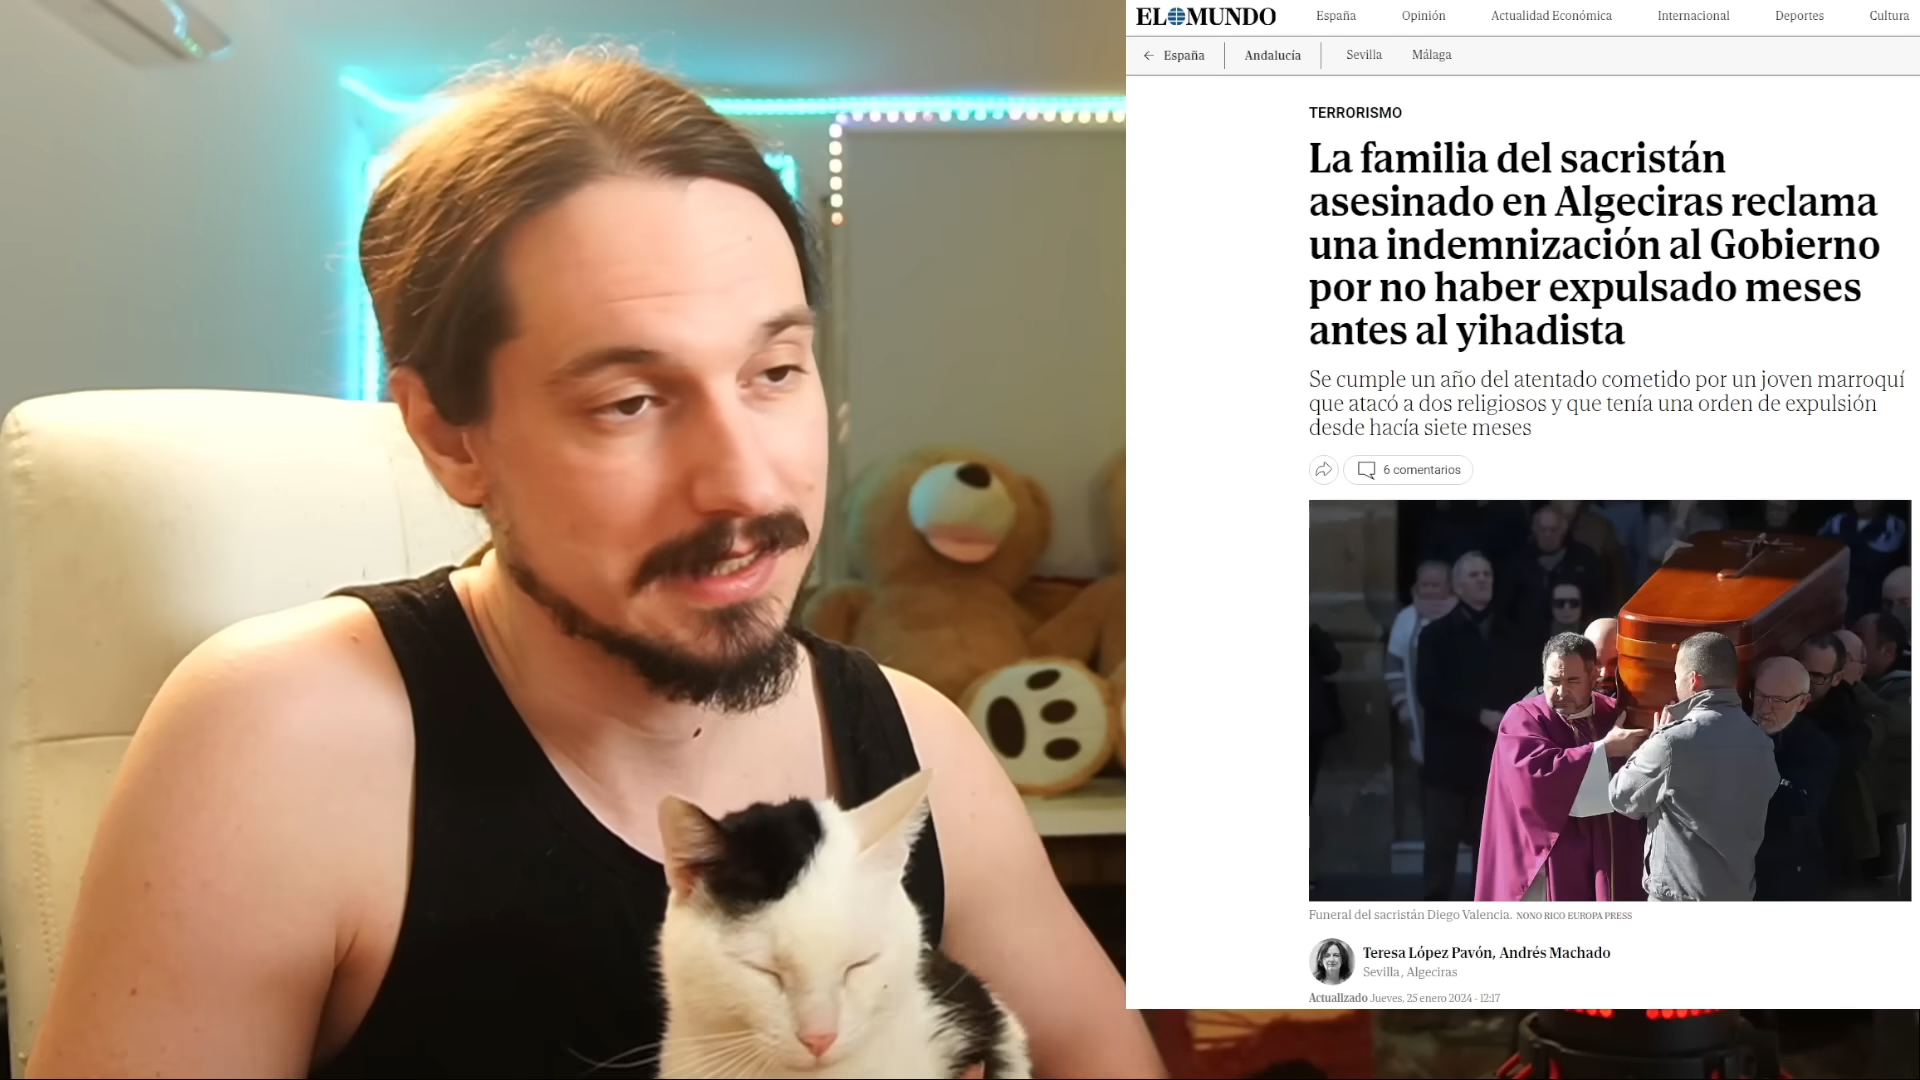 EL MUNDO
España Opinión Actualidad Económica Internacional Deportes Cultura
← España Andalucía Sevilla Málaga
TERRORISMO
La familia del sacristán
asesinado en Algeciras reclama
una indemnización al Gobierno
por no haber expulsado meses
antes al yihadista
Se cumple un año del atentado cometido por un joven marroquí
que atacó a dos religiosos y que tenía una orden de expulsión
desde hacía siete meses
6 comentarios
Funeral del sacristán Diego Valencia. NONO RICO EUROPA PRESS
Teresa López Pavón, Andrés Machado
Sevilla, Algeciras
Actualizado Jueves, 25 enero 2024 - 12:17